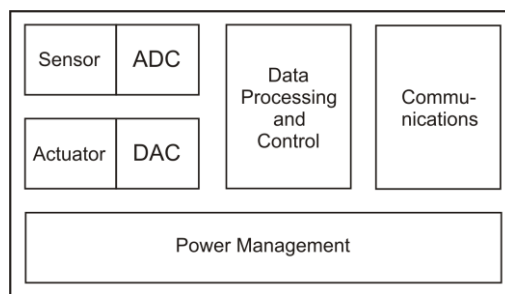 Sensor ADC
Actuator DAC
Data
Processing
and
Control
Commu-
nications
Power Management